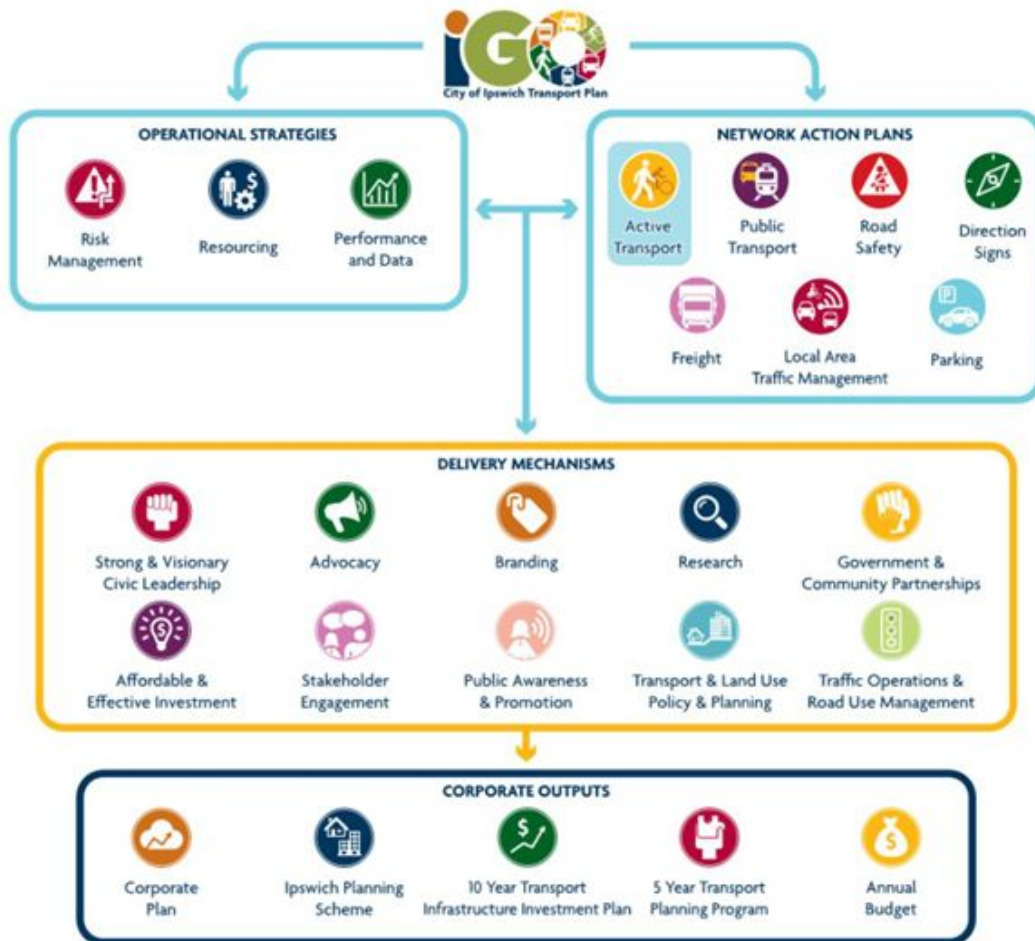 iGO
City of Ipswich Transport Plan
OPERATIONAL STRATEGIES
Risk
Management
Resourcing
Performance
and Data
NETWORK ACTION PLANS
Active
Transport
Public
Transport
Road
Safety
Direction
Signs
Freight
Local Area
Traffic Management
P
Parking
DELIVERY MECHANISMS
Strong & Visionary
Civic Leadership
Advocacy
Branding
Research
Government &
Community Partnerships
Affordable &
Effective Investment
Stakeholder
Engagement
Public Awareness
& Promotion
Transport & Land Use
Policy & Planning
Traffic Operations &
Road Use Management
CORPORATE OUTPUTS
Corporate
Plan
Ipswich Planning
Scheme
10 Year Transport
Infrastructure Investment Plan
5 Year Transport
Planning Program
Annual
Budget